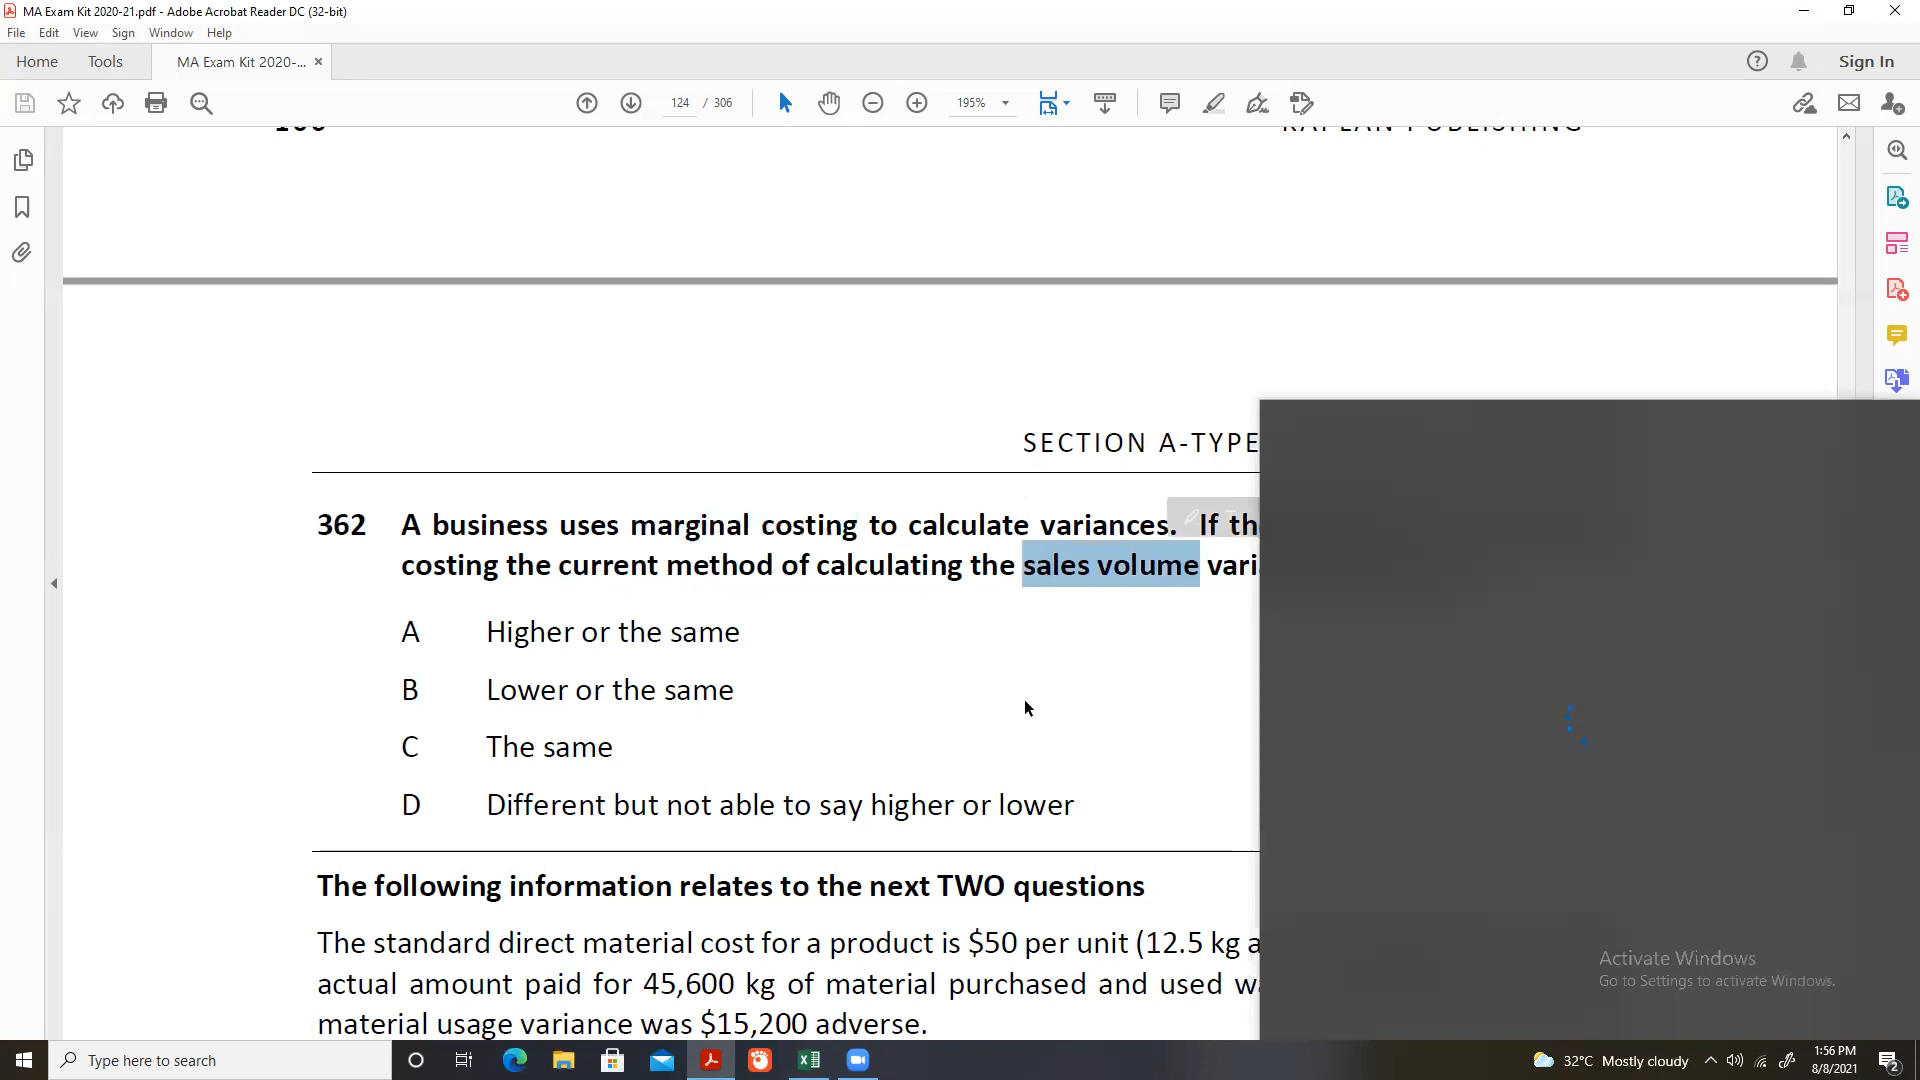 MA Exam Kit 2020-21.pdf - Adobe Acrobat Reader DC (32-bit)
File Edit View Sign Window Help
Home Tools MA Exam Kit 2020-... × Sign In
124 / 306 195%
KAPLAN PUBLISHING
SECTION A-TYPE
362 A business uses marginal costing to calculate variances. If th
costing the current method of calculating the sales volume vari
A Higher or the same
B Lower or the same
C The same
D Different but not able to say higher or lower
The following information relates to the next TWO questions
The standard direct material cost for a product is $50 per unit (12.5 kg a
actual amount paid for 45,600 kg of material purchased and used w
material usage variance was $15,200 adverse.
Activate Windows
Go to Settings to activate Windows.
Type here to search
32°C Mostly cloudy
1:56 PM
8/8/2021
2